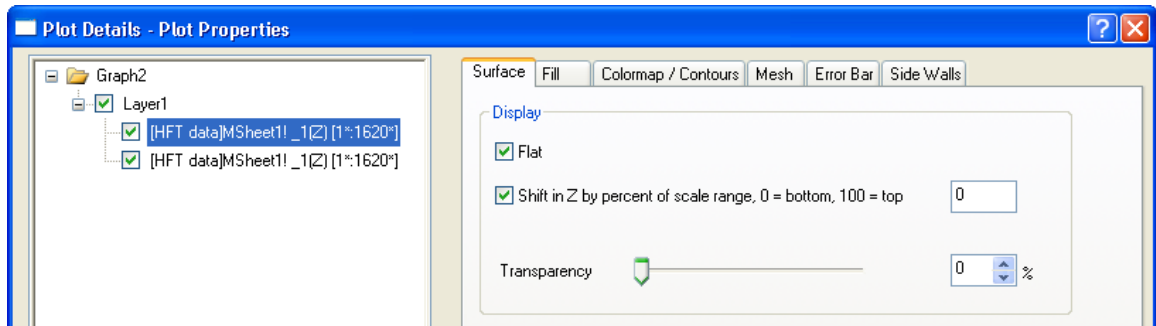 Plot Details - Plot Properties
Graph2
Layer1
[HFT data]MSheet1! _1(Z) [1*:1620*]
[HFT data]MSheet1! _1(Z) [1*:1620*]
Surface Fill Colormap / Contours Mesh Error Bar Side Walls
Display
Flat
Shift in Z by percent of scale range, 0 = bottom, 100 = top 0
Transparency 0 %